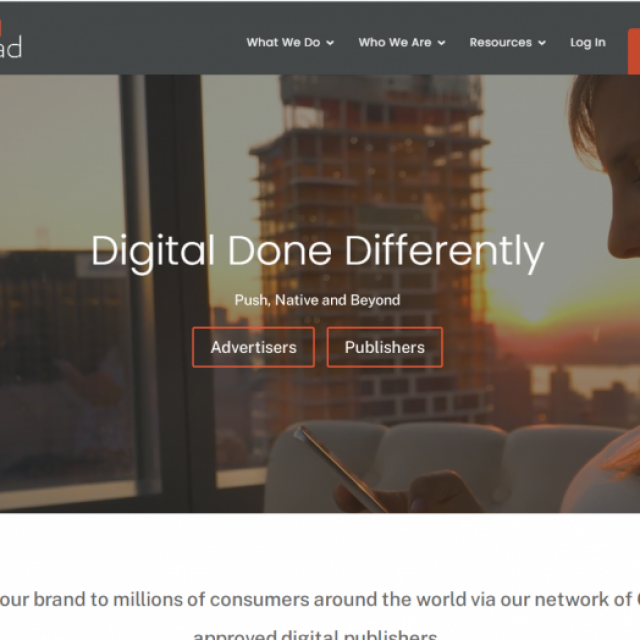 ad
What We Do
Who We Are
Resources
Log In
Digital Done Differently
Push, Native and Beyond
Advertisers
Publishers
our brand to millions of consumers around the world via our network of
approved digital publishers